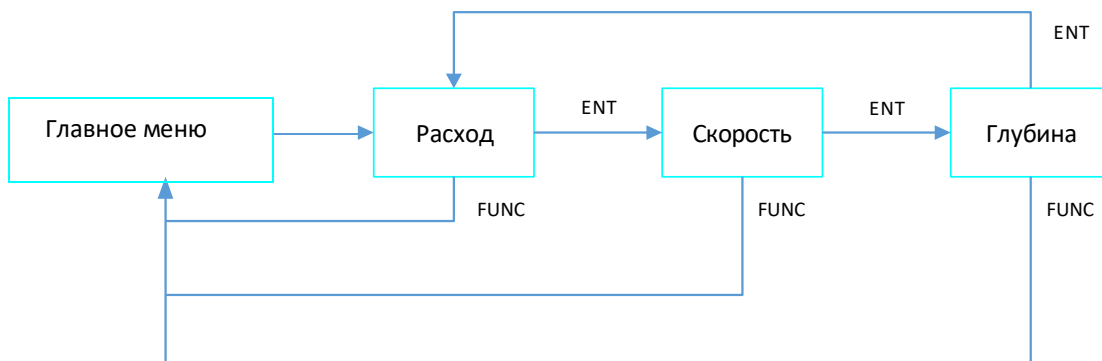 ENT
Главное меню
Расход
ENT
Скорость
ENT
Глубина
FUNC
FUNC
FUNC